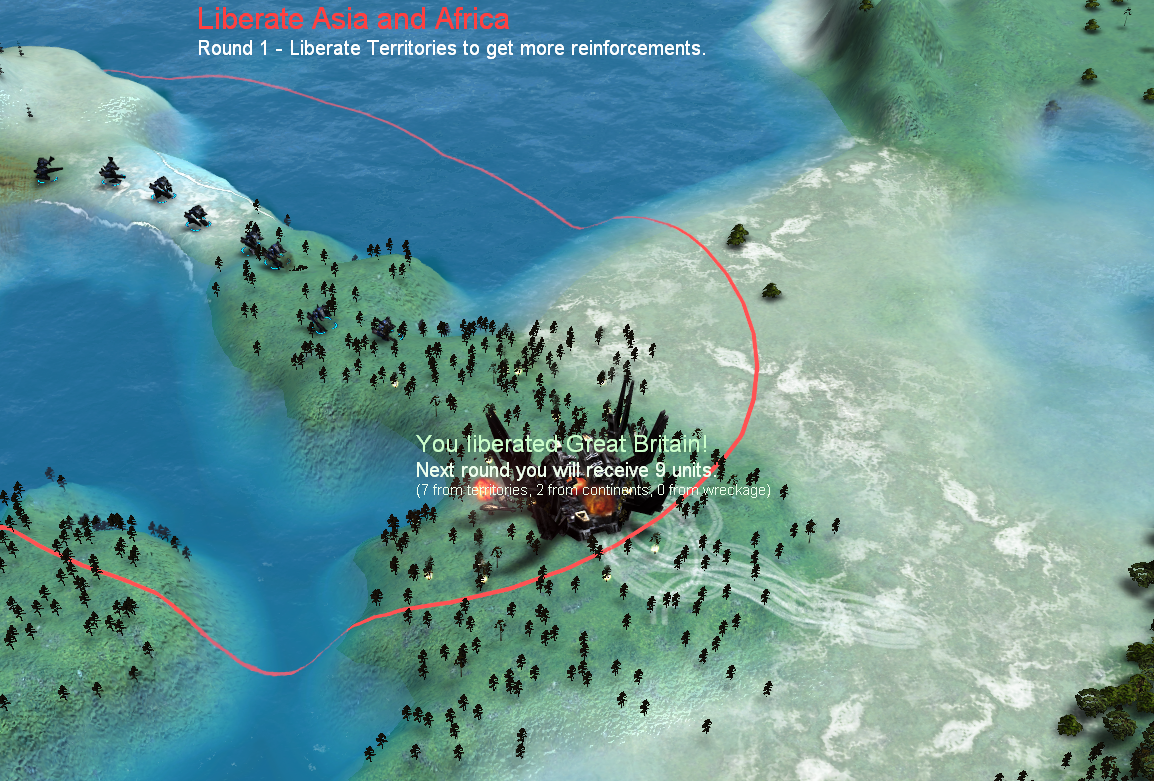 Liberate Asia and Africa
Round 1 - Liberate Territories to get more reinforcements.
You liberated Great Britain!
Next round you will receive 9 units.
(7 from territories, 2 from continents, 0 from wreckage)